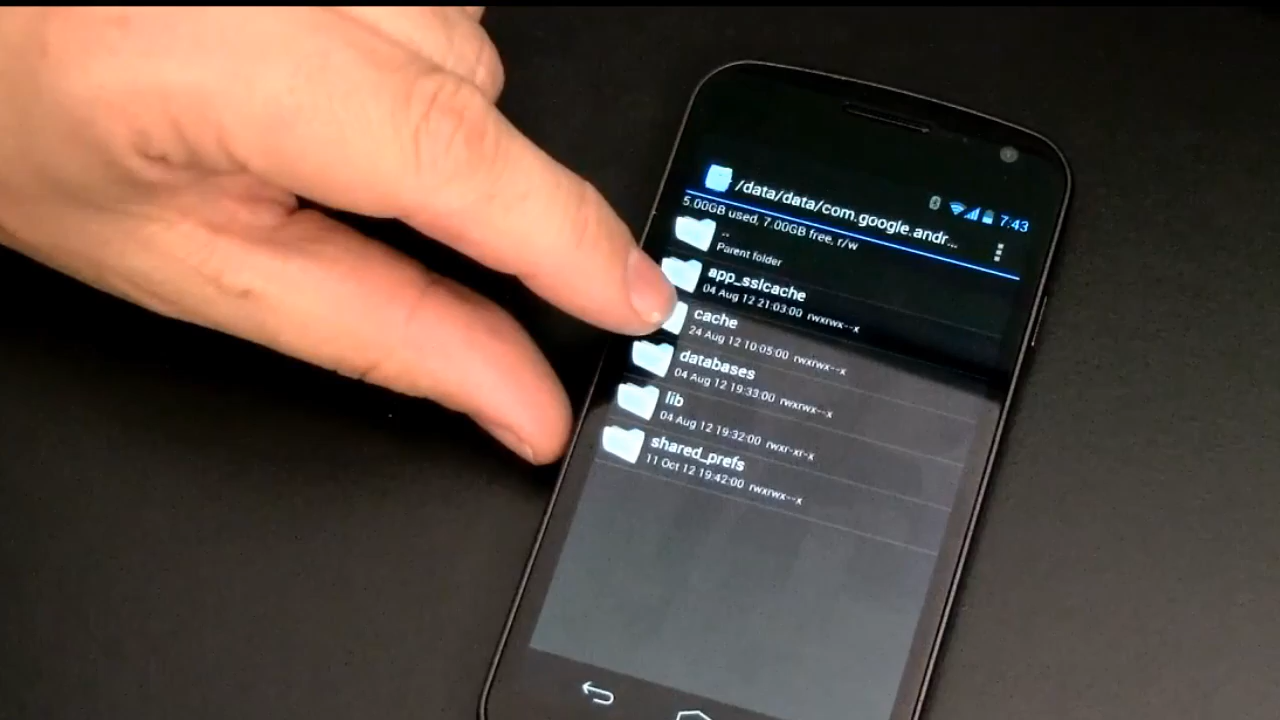 7:43
/data/data/com.google.andr...
5.00GB used, 7.00GB free, r/w
..
Parent folder
app_sslcache
04 Aug 12 21:03:00 rwxrwx--x
cache
24 Aug 12 10:05:00 rwxrwx--x
databases
04 Aug 12 19:33:00 rwxrwx--x
lib
04 Aug 12 19:32:00 rwxr-xr-x
shared_prefs
11 Oct 12 19:42:00 rwxrwx--x